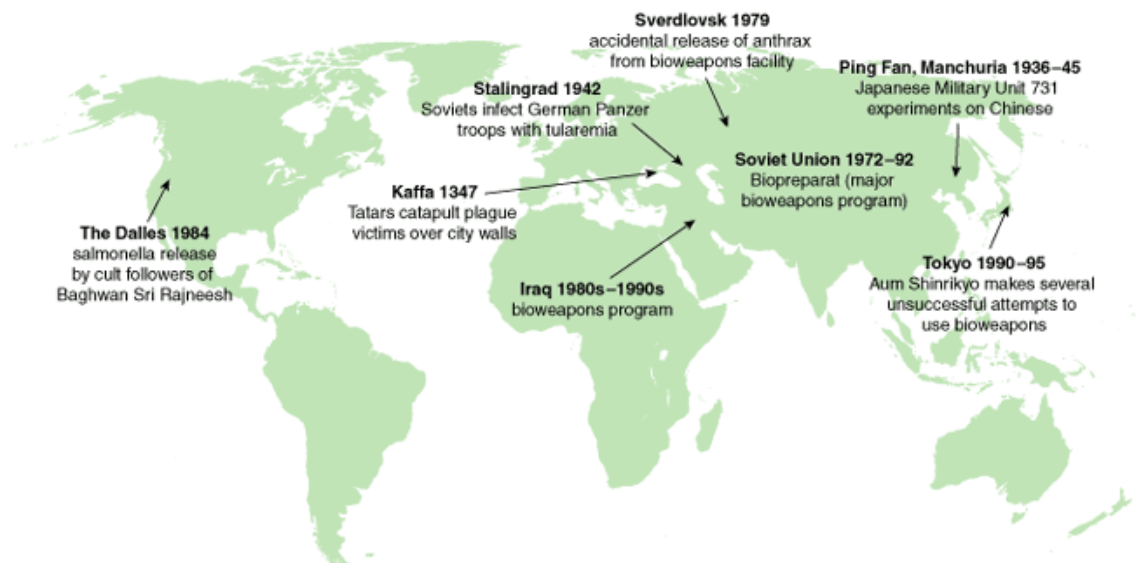 Sverdlovsk 1979
accidental release of anthrax
from bioweapons facility
Ping Fan, Manchuria 1936–45
Japanese Military Unit 731
experiments on Chinese
Stalingrad 1942
Soviets infect German Panzer
troops with tularemia
Soviet Union 1972–92
Biopreparat (major
bioweapons program)
Kaffa 1347
Tatars catapult plague
victims over city walls
The Dalles 1984
salmonella release
by cult followers of
Baghwan Sri Rajneesh
Iraq 1980s–1990s
bioweapons program
Tokyo 1990–95
Aum Shinrikyo makes several
unsuccessful attempts to
use bioweapons